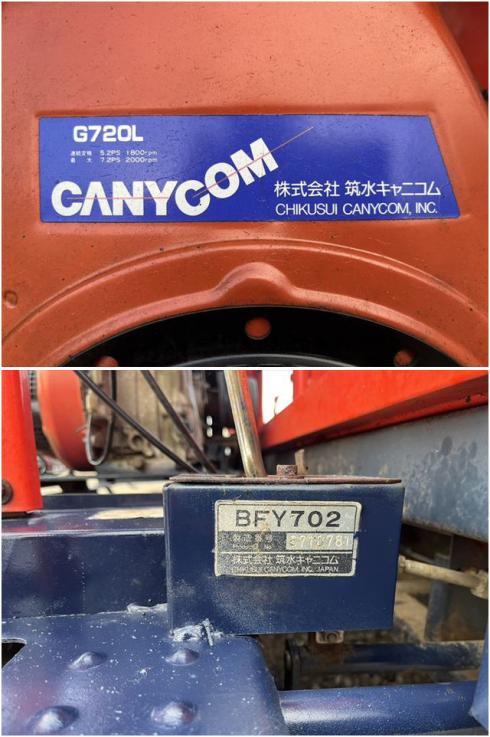 G720L
連続定格 5.2PS 1800rpm
最大 7.2PS 2000rpm
CANYCOM
株式会社 筑水キャニコム
CHIKUSUI CANYCOM, INC.
BFY702
製造番号
Product No.
株式会社 筑水キャニコム
CHIKUSUI CANYCOM, INC. JAPAN.